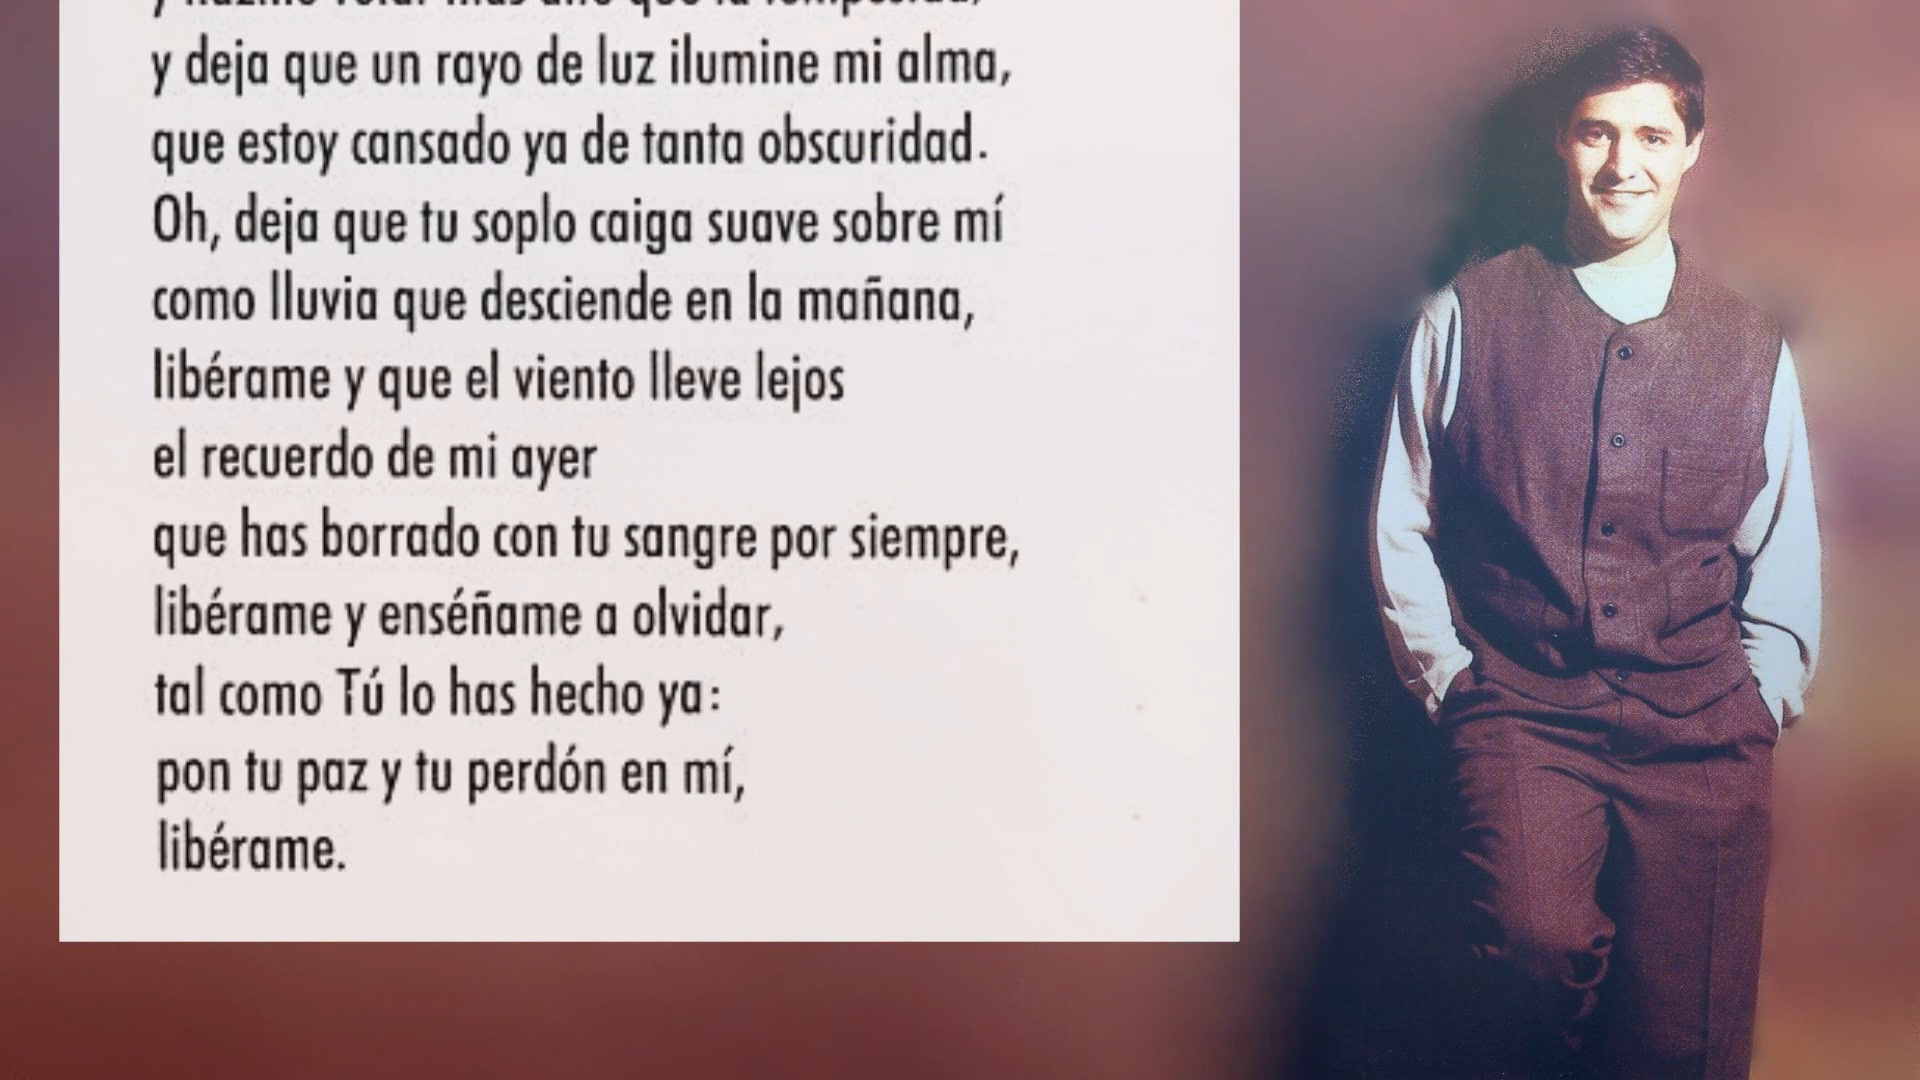 y deja que un rayo de luz ilumine mi alma,
que estoy cansado ya de tanta obscuridad.
Oh, deja que tu soplo caiga suave sobre mí
como lluvia que desciende en la mañana,
libérame y que el viento lleve lejos
el recuerdo de mi ayer
que has borrado con tu sangre por siempre,
libérame y enséñame a olvidar,
tal como Tú lo has hecho ya:
pon tu paz y tu perdón en mí,
libérame.